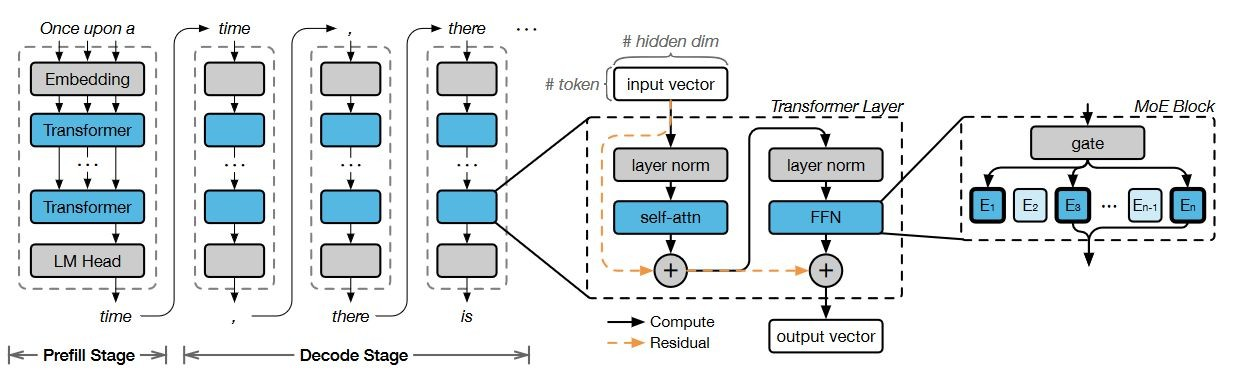 Once upon a
time
,
there
...
Embedding
Transformer
...
Transformer
LM Head
...
...
...
time
,
there
is
Prefill Stage
Decode Stage
# hidden dim
# token
input vector
Transformer Layer
layer norm
layer norm
self-attn
FFN
+
+
Compute
Residual
output vector
MoE Block
gate
E1
E2
E3
...
En-1
En